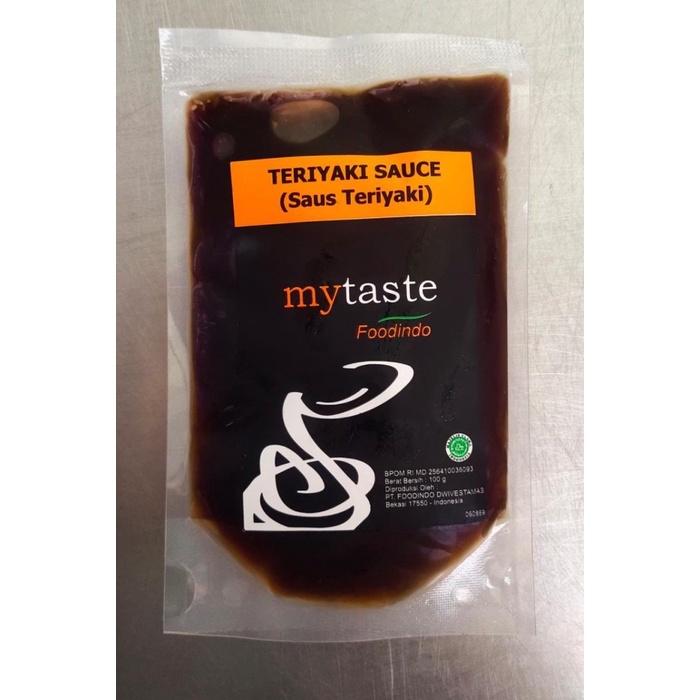 TERIYAKI SAUCE
(Saus Teriyaki)
mytaste
Foodindo
BPOM RI MD 256410036093
Berat Bersih : 100 g
Diproduksi Oleh :
PT. FOODINDO DWIVESTAMAS
Bekasi 17550 - Indonesia